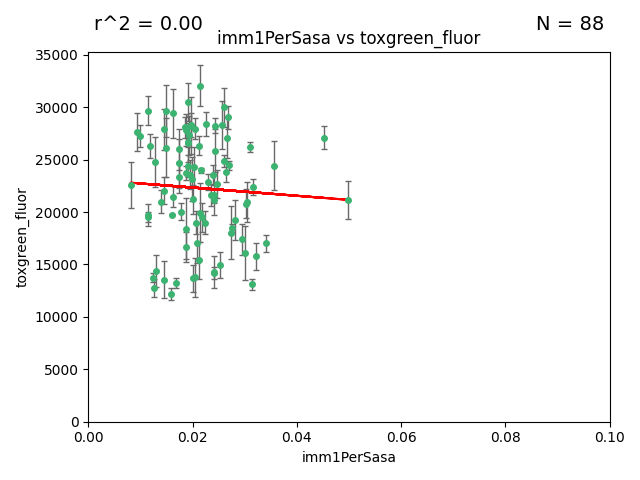 r^2 = 0.00
N = 88
imm1PerSasa vs toxgreen_fluor
35000
30000
25000
20000
15000
10000
5000
0
toxgreen_fluor
0.00
0.02
0.04
0.06
0.08
0.10
imm1PerSasa